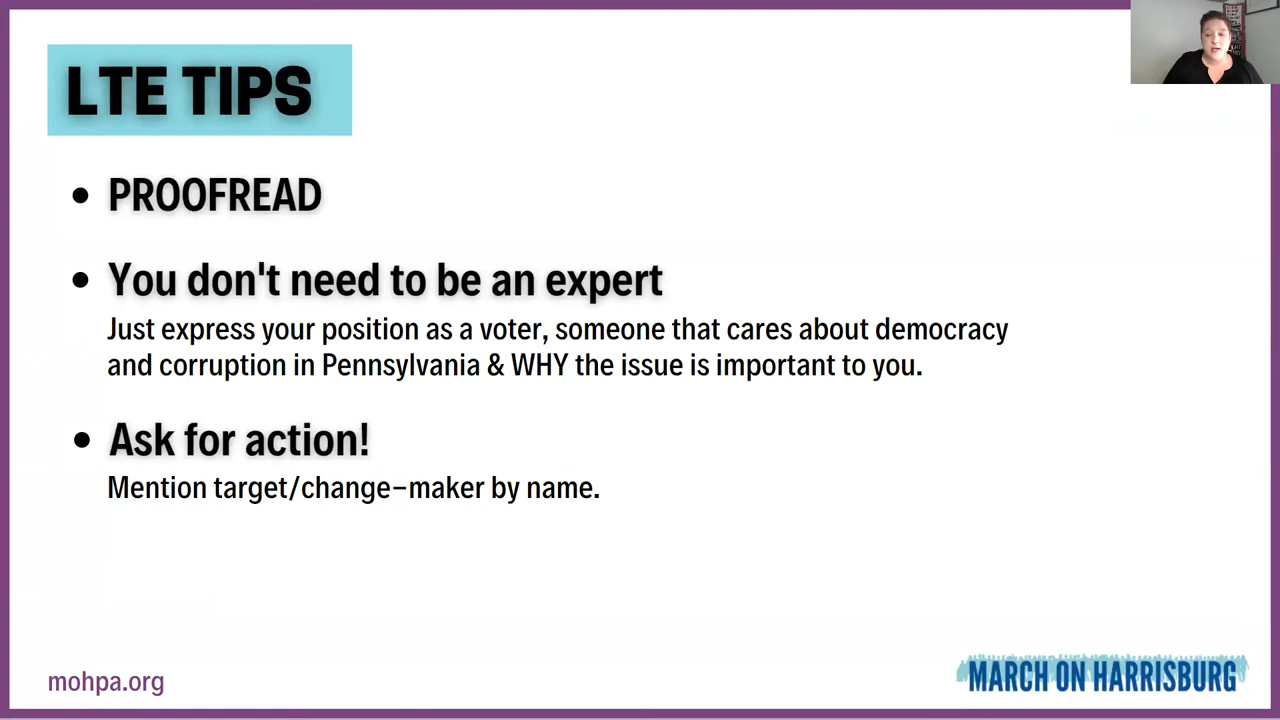 LTE TIPS
• PROOFREAD
• You don't need to be an expert
Just express your position as a voter, someone that cares about democracy
and corruption in Pennsylvania & WHY the issue is important to you.
• Ask for action!
Mention target/change–maker by name.
mohpa.org
MARCH ON HARRISBURG